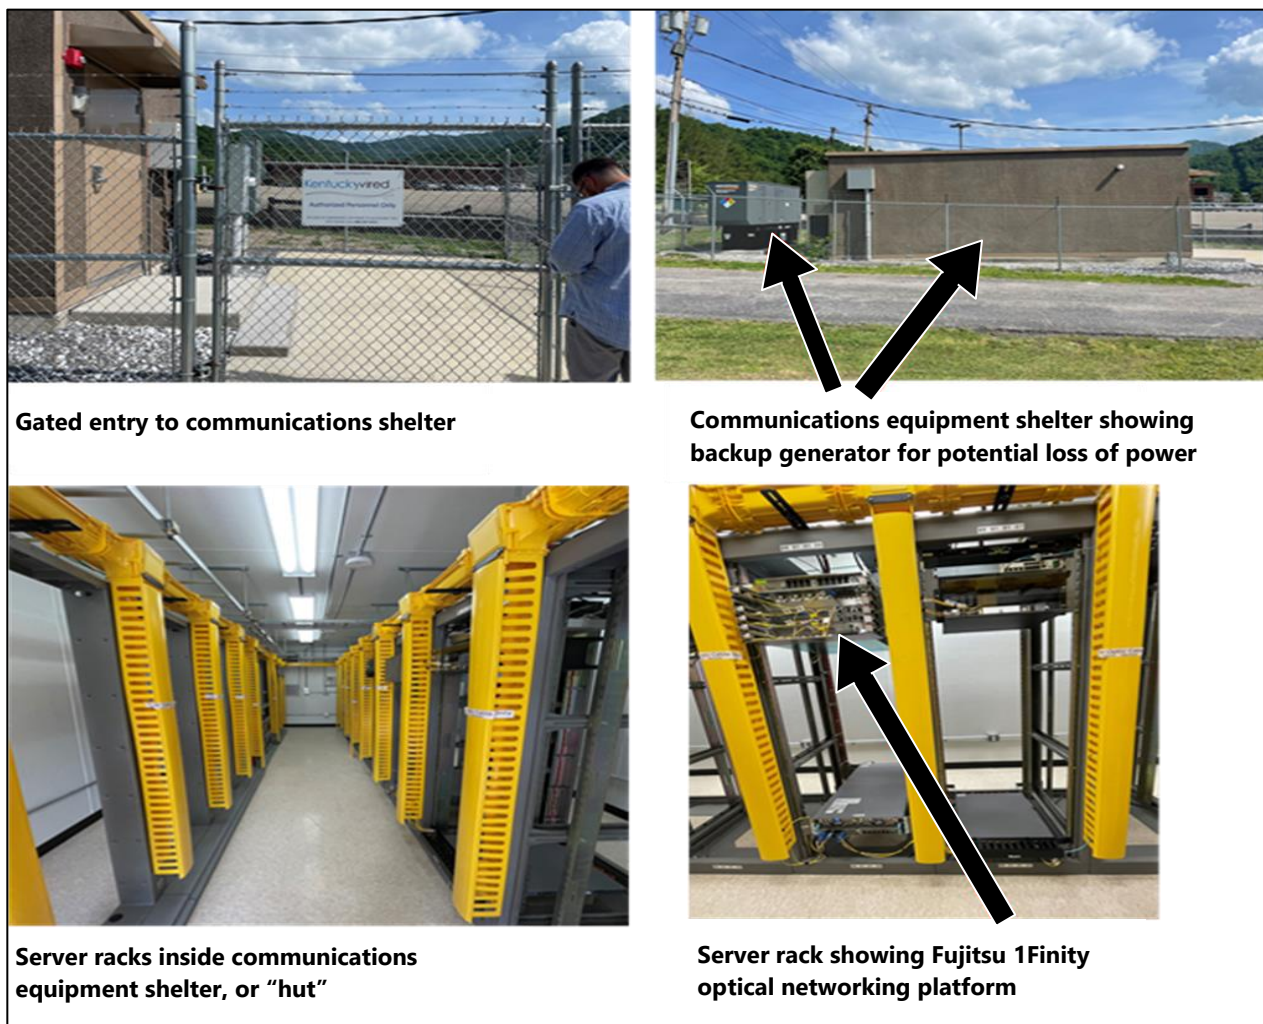 Kentuckywired
Authorized Personnel Only
Gated entry to communications shelter
Communications equipment shelter showing
backup generator for potential loss of power
Server racks inside communications
equipment shelter, or “hut”
Server rack showing Fujitsu 1Finity
optical networking platform